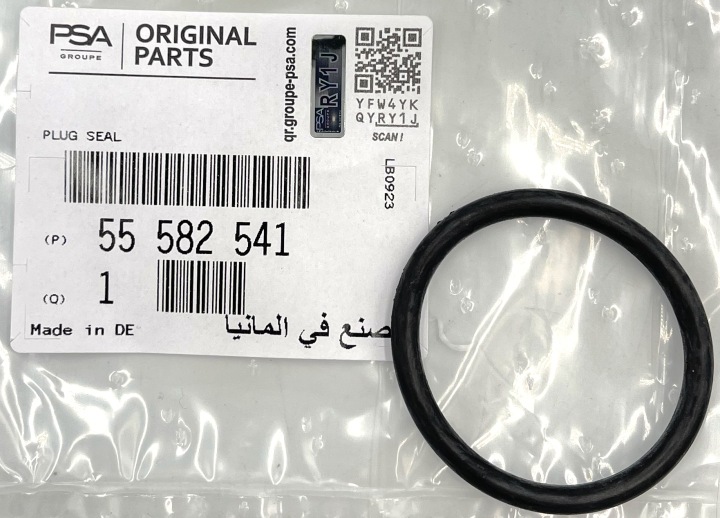 PSA
GROUPE
ORIGINAL
PARTS
qr.groupe-psa.com
PSA
RY1J
YFW4YK
QYRY1J
SCAN!
PLUG SEAL
LB0923
(P) 55 582 541
(Q) 1
Made in DE
صنع في المانيا